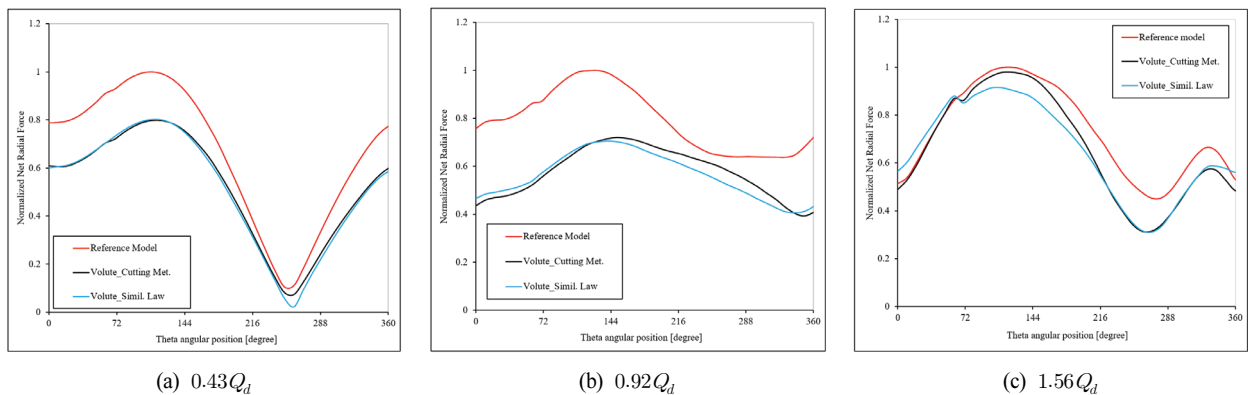 1.2
1
0.8
0.6
0.4
0.2
0
Normalized Net Radial Force
Reference Model
Volute_Cutting Met.
Volute_Simil. Law
0 72 144 216 288 360
Theta angular position [degree]
(a) 0.43Q_d
1.2
1
0.8
0.6
0.4
0.2
0
Normalized Net Radial Force
Reference Model
Volute_Cutting Met.
Volute_Simil. Law
0 72 144 216 288 360
Theta angular position [degree]
(b) 0.92Q_d
1.2
1
0.8
0.6
0.4
0.2
0
Normalized Net Radial Force
Reference model
Volute_Cutting Met.
Volute_Simil. Law
0 72 144 216 288 360
Theta angular position [degree]
(c) 1.56Q_d